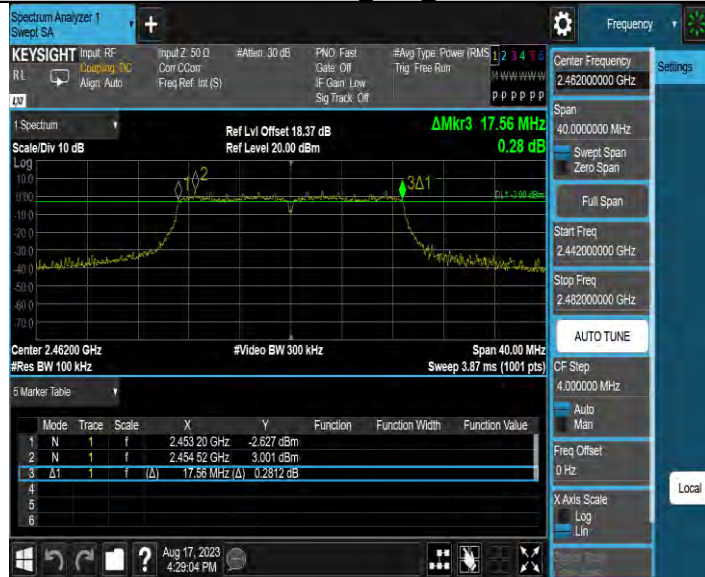 Spectrum Analyzer 1
Swept SA
+
Frequency
KEYSIGHT
RL
LXI
Input: RF
Coupling: DC
Align: Auto
Input Z: 50 Ω
Corr CCorr
Freq Ref: Int (S)
#Atten: 30 dB
PNO: Fast
Gate: Off
IF Gain: Low
Sig Track: Off
#Avg Type: Power (RMS
Trig: Free Run
1 2 3 4 5 6
M W W W W W
P P P P P P
Center Frequency
2.462000000 GHz
Settings
Span
40.0000000 MHz
Swept Span
Zero Span
Full Span
Start Freq
2.442000000 GHz
Stop Freq
2.482000000 GHz
AUTO TUNE
CF Step
4.000000 MHz
Auto
Man
Freq Offset
0 Hz
X Axis Scale
Log
Lin
Local
1 Spectrum
Scale/Div 10 dB
Ref Lvl Offset 18.37 dB
Ref Level 20.00 dBm
ΔMkr3 17.56 MHz
0.28 dB
Log
10.0
0.00
-10.0
-20.0
-30.0
-40.0
-50.0
-60.0
-70.0
1
2
3Δ1
DL1 -3.00 dBm
Center 2.46200 GHz
#Video BW 300 kHz
Span 40.00 MHz
#Res BW 100 kHz
Sweep 3.87 ms (1001 pts)
5 Marker Table
Mode Trace Scale X Y Function Function Width Function Value
1 N 1 f 2.453 20 GHz -2.627 dBm
2 N 1 f 2.454 52 GHz 3.001 dBm
3 Δ1 1 f (Δ) 17.56 MHz (Δ) 0.2812 dB
4
5
6
?
Aug 17, 2023
4:29:04 PM